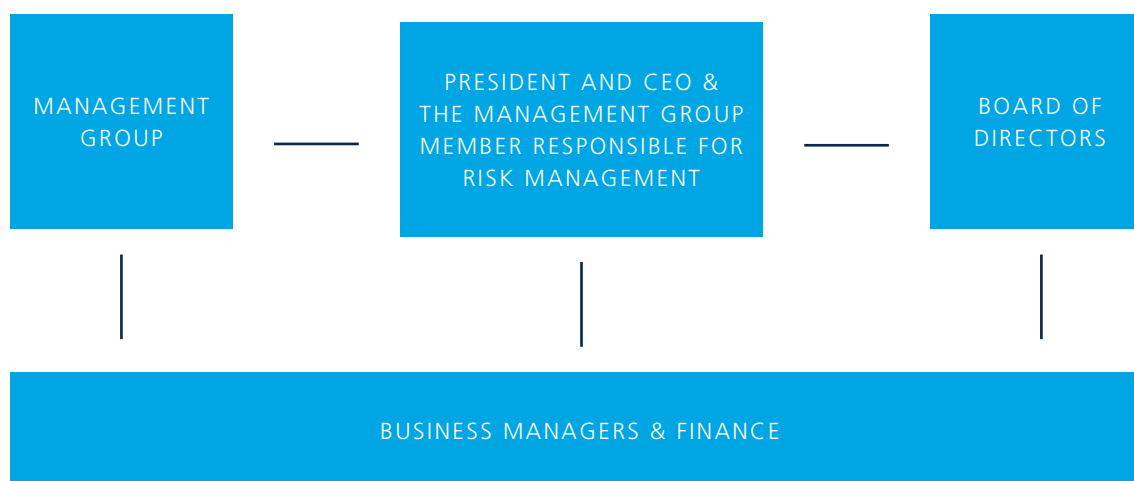 MANAGEMENT
GROUP
PRESIDENT AND CEO &
THE MANAGEMENT GROUP
MEMBER RESPONSIBLE FOR
RISK MANAGEMENT
BOARD OF
DIRECTORS
BUSINESS MANAGERS & FINANCE